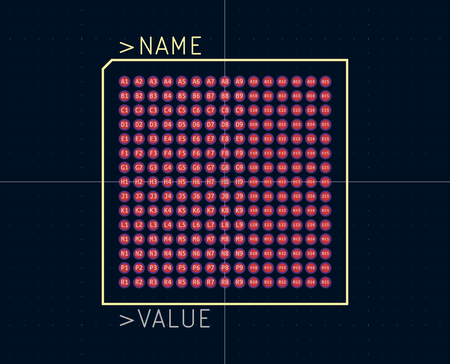 >NAME
A1 A2 A3 A4 A5 A6 A7 A8 A9 A10 A11 A12 A13 A14 A15
B1 B2 B3 B4 B5 B6 B7 B8 B9 B10 B11 B12 B13 B14 B15
C1 C2 C3 C4 C5 C6 C7 C8 C9 C10 C11 C12 C13 C14 C15
D1 D2 D3 D4 D5 D6 D7 D8 D9 D10 D11 D12 D13 D14 D15
E1 E2 E3 E4 E5 E6 E7 E8 E9 E10 E11 E12 E13 E14 E15
F1 F2 F3 F4 F5 F6 F7 F8 F9 F10 F11 F12 F13 F14 F15
G1 G2 G3 G4 G5 G6 G7 G8 G9 G10 G11 G12 G13 G14 G15
H1 H2 H3 H4 H5 H6 H7 H8 H9 H10 H11 H12 H13 H14 H15
J1 J2 J3 J4 J5 J6 J7 J8 J9 J10 J11 J12 J13 J14 J15
K1 K2 K3 K4 K5 K6 K7 K8 K9 K10 K11 K12 K13 K14 K15
L1 L2 L3 L4 L5 L6 L7 L8 L9 L10 L11 L12 L13 L14 L15
M1 M2 M3 M4 M5 M6 M7 M8 M9 M10 M11 M12 M13 M14 M15
N1 N2 N3 N4 N5 N6 N7 N8 N9 N10 N11 N12 N13 N14 N15
P1 P2 P3 P4 P5 P6 P7 P8 P9 P10 P11 P12 P13 P14 P15
R1 R2 R3 R4 R5 R6 R7 R8 R9 R10 R11 R12 R13 R14 R15
>VALUE